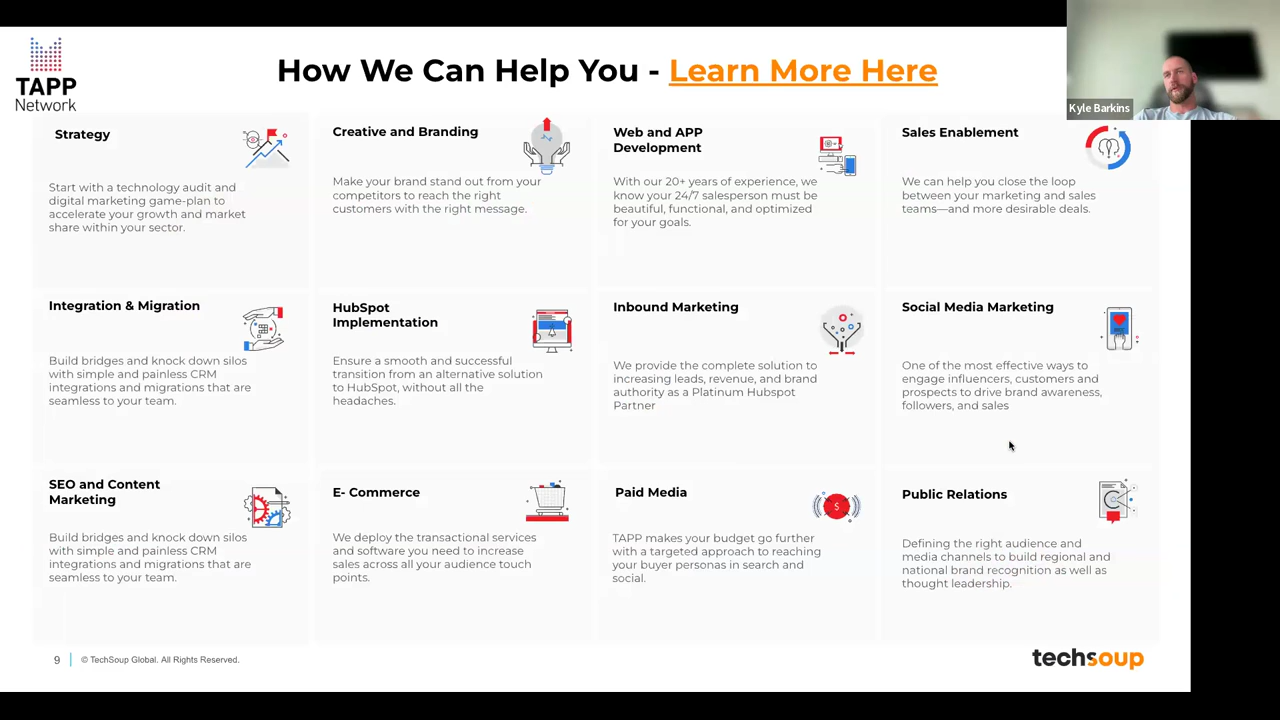 TAPP
Network
How We Can Help You - Learn More Here
Kyle Barkins
Strategy
Start with a technology audit and
digital marketing game-plan to
accelerate your growth and market
share within your sector.
Creative and Branding
Make your brand stand out from your
competitors to reach the right
customers with the right message.
Web and APP
Development
With our 20+ years of experience, we
know your 24/7 salesperson must be
beautiful, functional, and optimized
for your goals.
Sales Enablement
We can help you close the loop
between your marketing and sales
teams—and more desirable deals.
Integration & Migration
Build bridges and knock down silos
with simple and painless CRM
integrations and migrations that are
seamless to your team.
HubSpot
Implementation
Ensure a smooth and successful
transition from an alternative solution
to HubSpot, without all the
headaches.
Inbound Marketing
We provide the complete solution to
increasing leads, revenue, and brand
authority as a Platinum Hubspot
Partner
Social Media Marketing
One of the most effective ways to
engage influencers, customers and
prospects to drive brand awareness,
followers, and sales
SEO and Content
Marketing
Build bridges and knock down silos
with simple and painless CRM
integrations and migrations that are
seamless to your team.
E- Commerce
We deploy the transactional services
and software you need to increase
sales across all your audience touch
points.
Paid Media
$
TAPP makes your budget go further
with a targeted approach to reaching
your buyer personas in search and
social.
Public Relations
Defining the right audience and
media channels to build regional and
national brand recognition as well as
thought leadership.
9
© TechSoup Global. All Rights Reserved.
techsoup